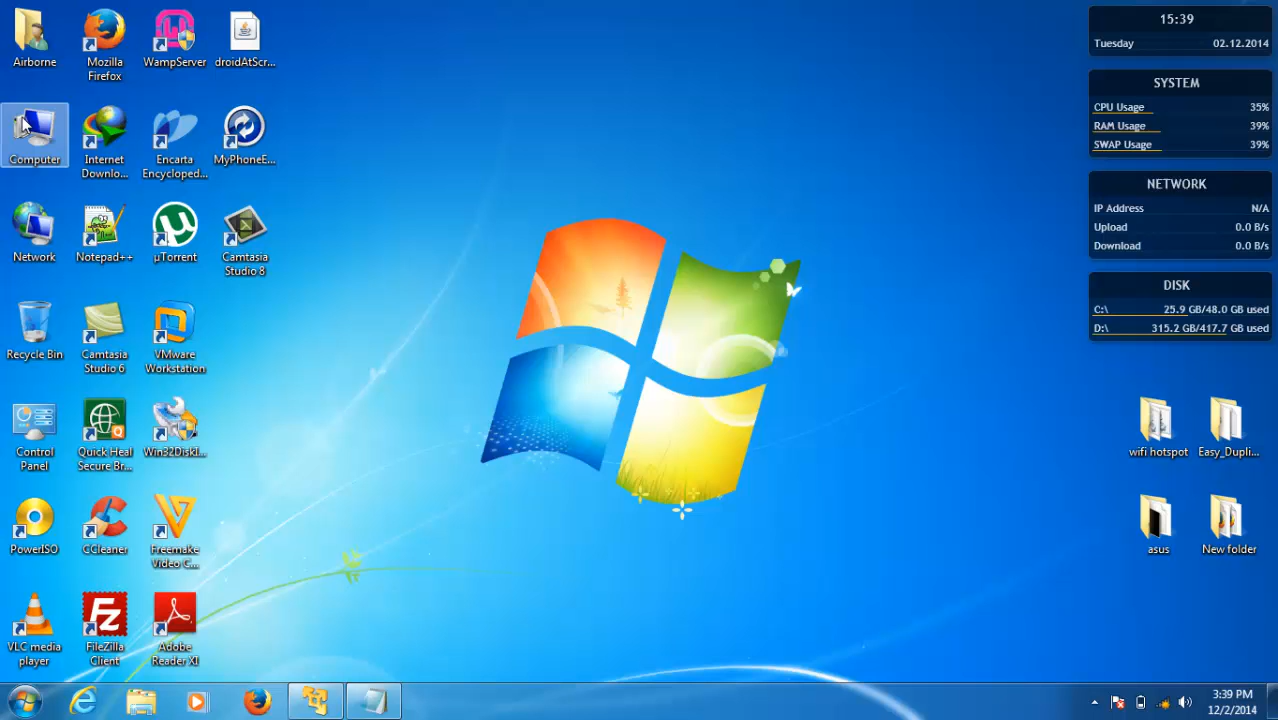 Airborne
Mozilla
Firefox
WampServer
droidAtScr...
Computer
Internet
Downlo...
Encarta
Encycloped...
MyPhoneE...
Network
Notepad++
µTorrent
Camtasia
Studio 8
Recycle Bin
Camtasia
Studio 6
VMware
Workstation
Control
Panel
Quick Heal
Secure Br...
Win32DiskI...
PowerISO
CCleaner
Freemake
Video C...
VLC media
player
FileZilla
Client
Adobe
Reader XI
15:39
Tuesday 02.12.2014
SYSTEM
CPU Usage 35%
RAM Usage 39%
SWAP Usage 39%
NETWORK
IP Address N/A
Upload 0.0 B/s
Download 0.0 B/s
DISK
C:\ 25.9 GB/48.0 GB used
D:\ 315.2 GB/417.7 GB used
wifi hotspot
Easy_Dupli...
asus
New folder
3:39 PM
12/2/2014